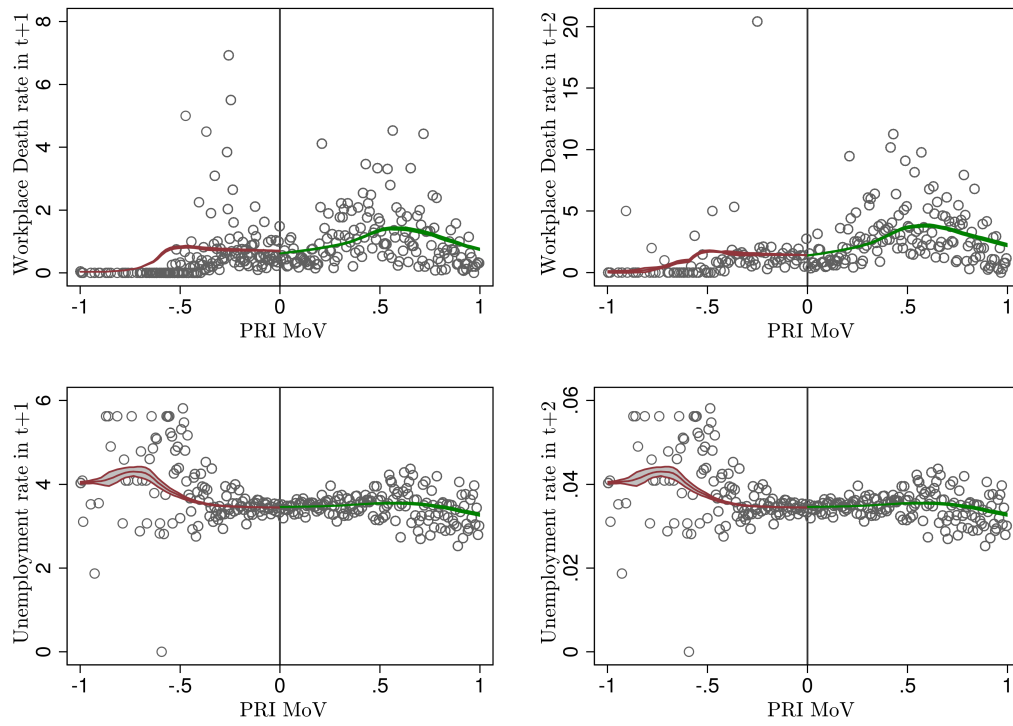 Workplace Death rate in t+1
8
6
4
2
0
-1 -.5 0 .5 1
PRI MoV
Workplace Death rate in t+2
20
15
10
5
0
-1 -.5 0 .5 1
PRI MoV
Unemployment rate in t+1
6
4
2
0
-1 -.5 0 .5 1
PRI MoV
Unemployment rate in t+2
.06
.04
.02
0
-1 -.5 0 .5 1
PRI MoV